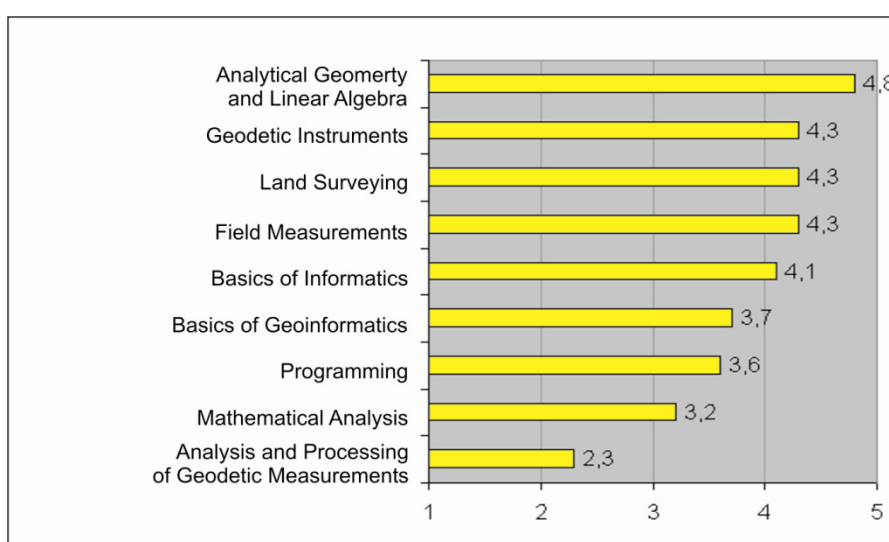 Analytical Geomerty
and Linear Algebra
4,8
Geodetic Instruments
4,3
Land Surveying
4,3
Field Measurements
4,3
Basics of Informatics
4,1
Basics of Geoinformatics
3,7
Programming
3,6
Mathematical Analysis
3,2
Analysis and Processing
of Geodetic Measurements
2,3
1 2 3 4 5